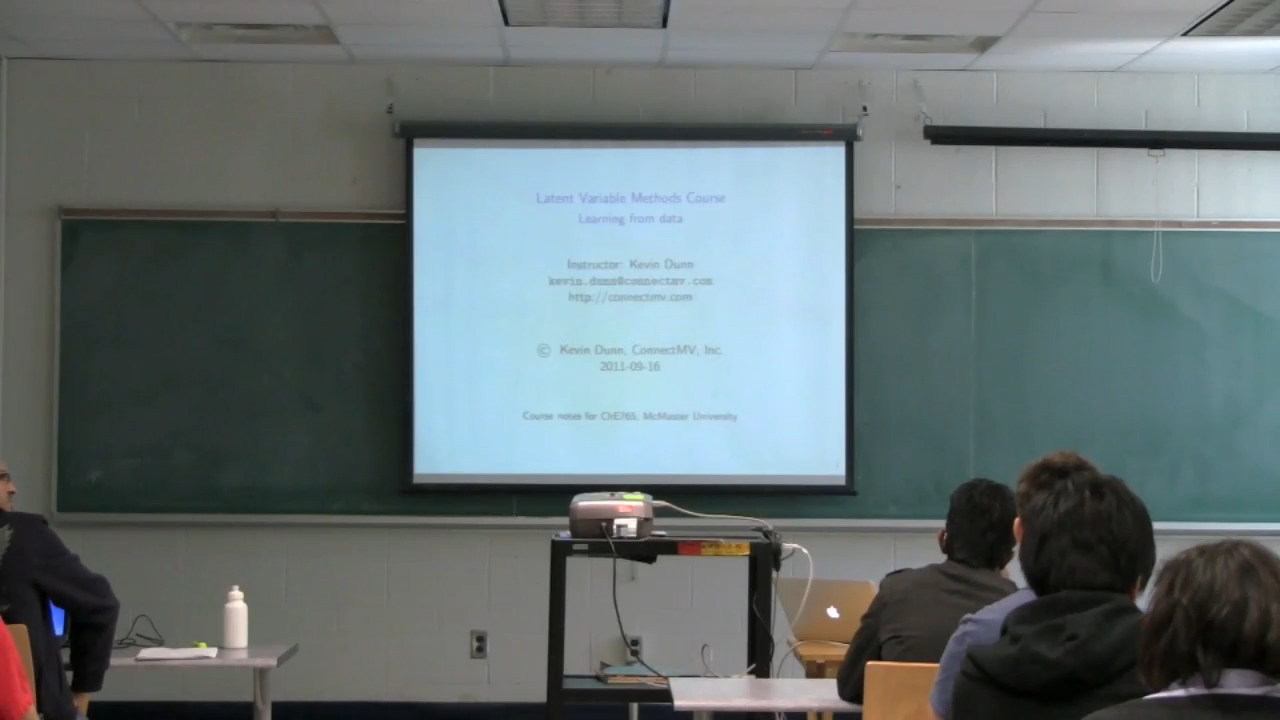 Latent Variable Methods Course
Learning from data
Instructor: Kevin Dunn
kevin.dunn@connectmv.com
http://connectmv.com
© Kevin Dunn, ConnectMV, Inc.
2011-09-16
Course notes for ChE765, McMaster University